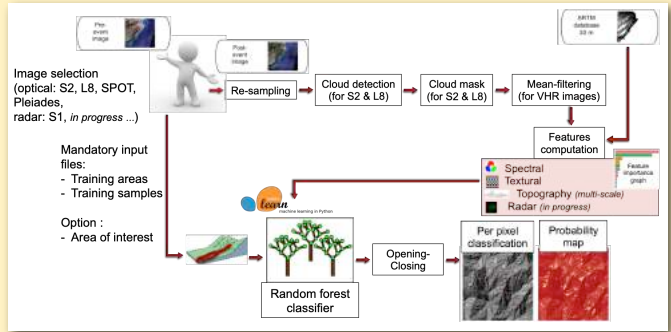 Pre-
event
image
Post-
event
image
SRTM
database
30 m
Image selection
(optical: S2, L8, SPOT,
Pleiades,
radar: S1, in progress ...)
Re-sampling
Cloud detection
(for S2 & L8)
Cloud mask
(for S2 & L8)
Mean-filtering
(for VHR images)
Features
computation
Mandatory input
files:
- Training areas
- Training samples
Option :
- Area of interest
Spectral
Textural
Topography (multi-scale)
Radar (in progress)
Feature
importance
graph
learn
machine learning in Python
Random forest
classifier
Opening-
Closing
Per pixel
classification
Probability
map